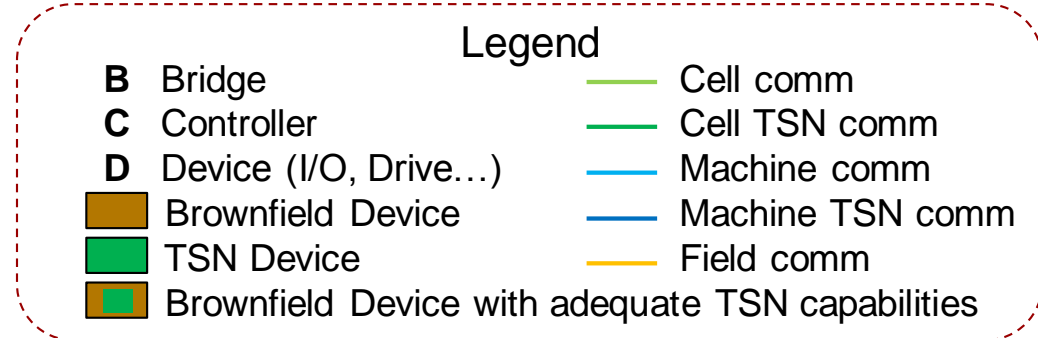 Legend
B Bridge
C Controller
D Device (I/O, Drive…)
Brownfield Device
TSN Device
Brownfield Device with adequate TSN capabilities
Cell comm
Cell TSN comm
Machine comm
Machine TSN comm
Field comm